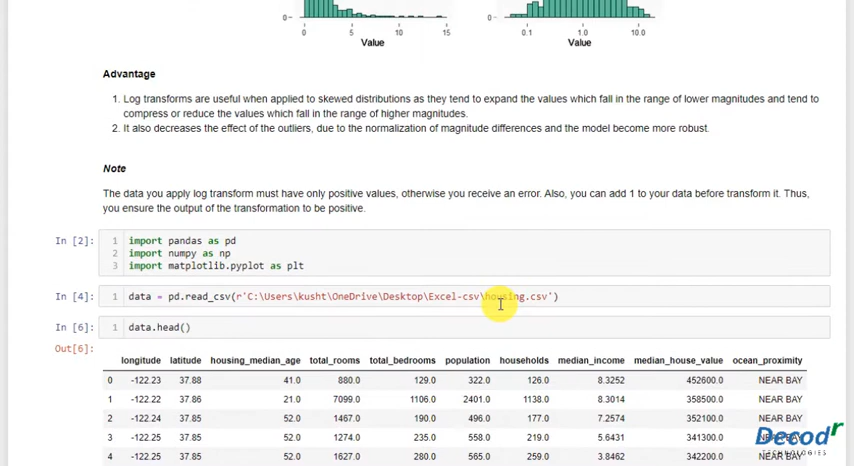 0
0
0
5
10
15
0.1
1.0
10.0
Value
Value
Advantage
1. Log transforms are useful when applied to skewed distributions as they tend to expand the values which fall in the range of lower magnitudes and tend to
compress or reduce the values which fall in the range of higher magnitudes.
2. It also decreases the effect of the outliers, due to the normalization of magnitude differences and the model become more robust.
Note
The data you apply log transform must have only positive values, otherwise you receive an error. Also, you can add 1 to your data before transform it. Thus,
you ensure the output of the transformation to be positive.
In [2]: 1 import pandas as pd
2 import numpy as np
3 import matplotlib.pyplot as plt
In [4]: 1 data = pd.read_csv(r'C:\Users\kusht\OneDrive\Desktop\Excel-csv\housing.csv')
In [6]: 1 data.head()
Out[6]:
longitude latitude housing_median_age total_rooms total_bedrooms population households median_income median_house_value ocean_proximity
0 -122.23 37.88 41.0 880.0 129.0 322.0 126.0 8.3252 452600.0 NEAR BAY
1 -122.22 37.86 21.0 7099.0 1106.0 2401.0 1138.0 8.3014 358500.0 NEAR BAY
2 -122.24 37.85 52.0 1467.0 190.0 496.0 177.0 7.2574 352100.0 NEAR BAY
3 -122.25 37.85 52.0 1274.0 235.0 558.0 219.0 5.6431 341300.0 NEAR BAY
4 -122.25 37.85 52.0 1627.0 280.0 565.0 259.0 3.8462 342200.0 NEAR BAY
Decodr
TECHNOLOGIES